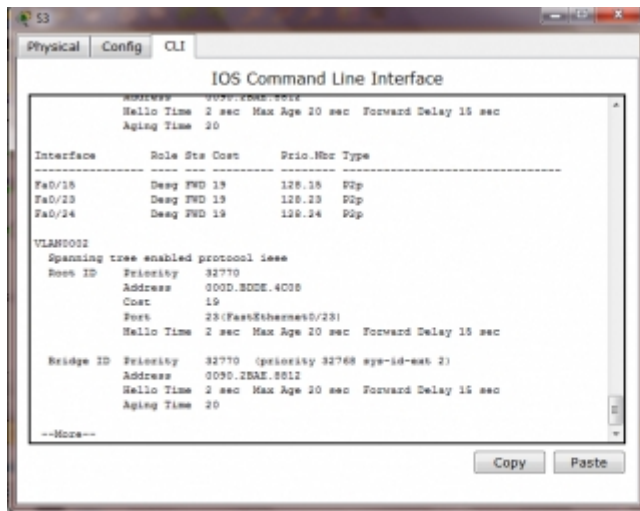 S3
Physical Config CLI
IOS Command Line Interface
Address 0090.2BAE.8812
Hello Time 2 sec Max Age 20 sec Forward Delay 15 sec
Aging Time 20
Interface Role Sts Cost Prio.Nbr Type
---------------- ---- --- --------- -------- --------------------------------
Fa0/15 Desg FWD 19 128.15 P2p
Fa0/23 Desg FWD 19 128.23 P2p
Fa0/24 Desg FWD 19 128.24 P2p
VLAN0002
Spanning tree enabled protocol ieee
Root ID Priority 32770
Address 000D.BDDE.4C08
Cost 19
Port 23(FastEthernet0/23)
Hello Time 2 sec Max Age 20 sec Forward Delay 15 sec
Bridge ID Priority 32770 (priority 32768 sys-id-ext 2)
Address 0090.2BAE.8812
Hello Time 2 sec Max Age 20 sec Forward Delay 15 sec
Aging Time 20
--More--
Copy Paste